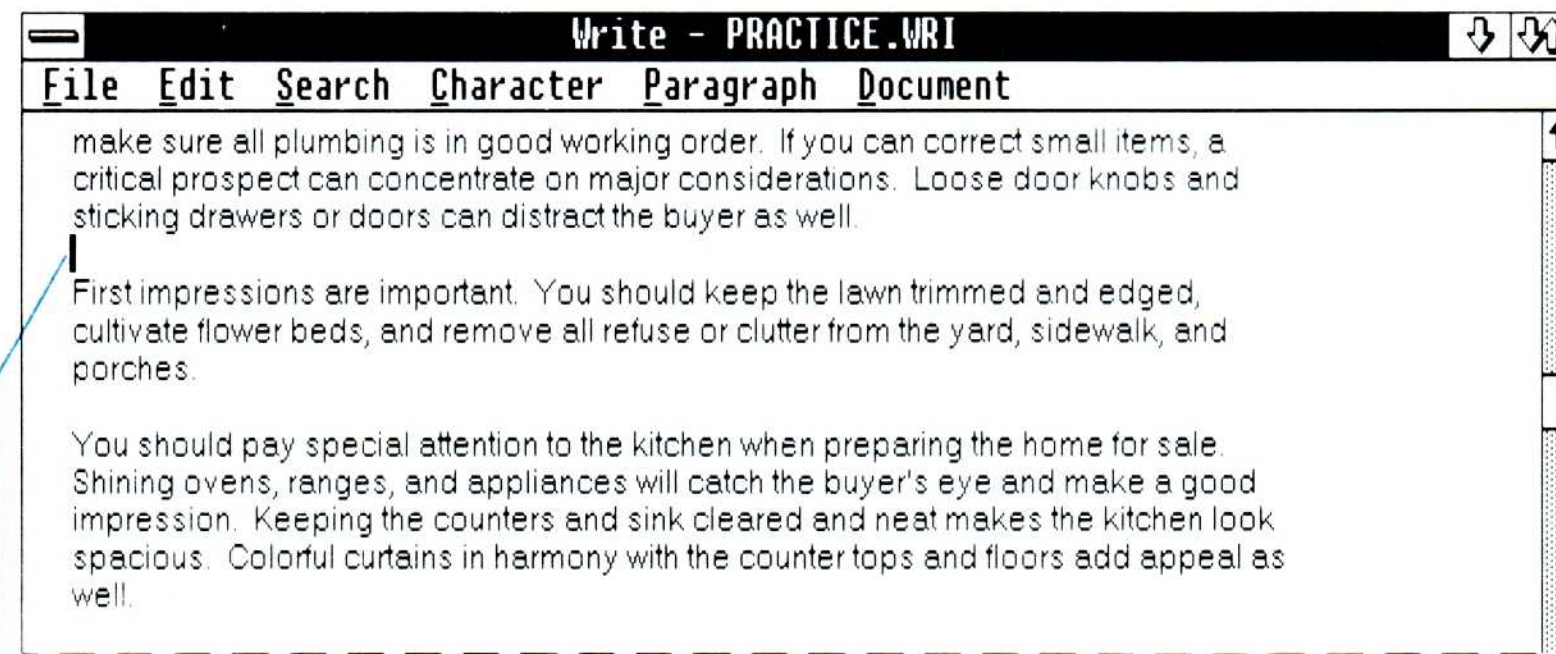 Write - PRACTICE.WRI
File Edit Search Character Paragraph Document
make sure all plumbing is in good working order. If you can correct small items, a
critical prospect can concentrate on major considerations. Loose door knobs and
sticking drawers or doors can distract the buyer as well.
First impressions are important. You should keep the lawn trimmed and edged,
cultivate flower beds, and remove all refuse or clutter from the yard, sidewalk, and
porches.
You should pay special attention to the kitchen when preparing the home for sale.
Shining ovens, ranges, and appliances will catch the buyer's eye and make a good
impression. Keeping the counters and sink cleared and neat makes the kitchen look
spacious. Colorful curtains in harmony with the counter tops and floors add appeal as
well.